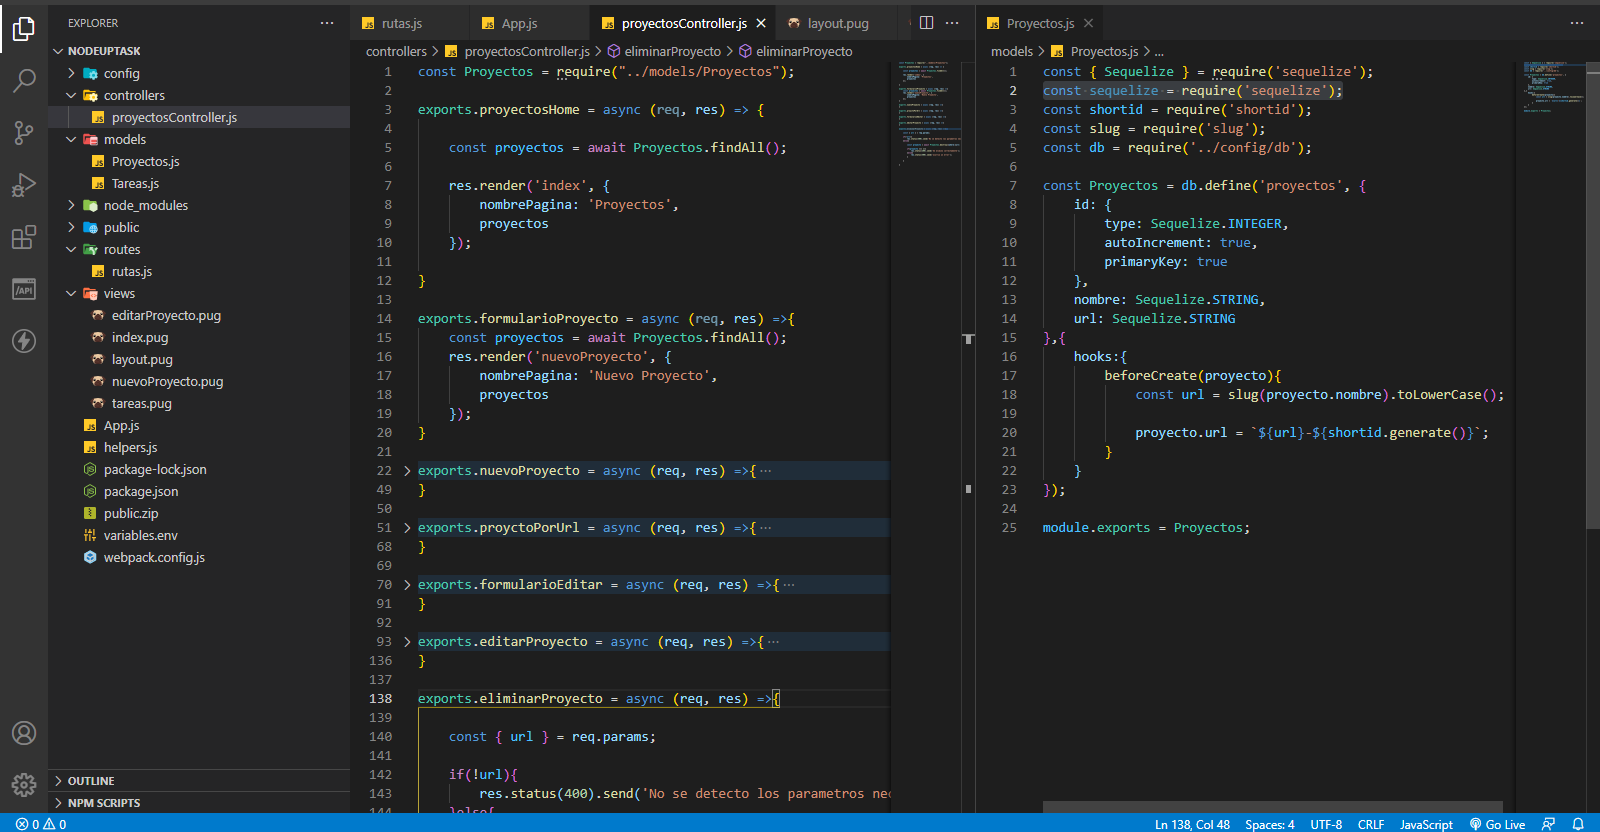 EXPLORER
NODEUPTASK
config
controllers
proyectosController.js
models
Proyectos.js
Tareas.js
node_modules
public
routes
rutas.js
views
editarProyecto.pug
index.pug
layout.pug
nuevoProyecto.pug
tareas.pug
App.js
helpers.js
package-lock.json
package.json
public.zip
variables.env
webpack.config.js
OUTLINE
NPM SCRIPTS
rutas.js
App.js
proyectosController.js
layout.pug
controllers > proyectosController.js > eliminarProyecto > eliminarProyecto
1 const Proyectos = require("../models/Proyectos");
2
3 exports.proyectosHome = async (req, res) => {
4
5 const proyectos = await Proyectos.findAll();
6
7 res.render('index', {
8 nombrePagina: 'Proyectos',
9 proyectos
10 });
11
12 }
13
14 exports.formularioProyecto = async (req, res) =>{
15 const proyectos = await Proyectos.findAll();
16 res.render('nuevoProyecto', {
17 nombrePagina: 'Nuevo Proyecto',
18 proyectos
19 });
20 }
21
22 exports.nuevoProyecto = async (req, res) =>{ ···
49 }
50
51 exports.proyctoPorUrl = async (req, res) =>{ ···
68 }
69
70 exports.formularioEditar = async (req, res) =>{ ···
91 }
92
93 exports.editarProyecto = async (req, res) =>{ ···
136 }
137
138 exports.eliminarProyecto = async (req, res) =>{
139
140 const { url } = req.params;
141
142 if(!url){
143 res.status(400).send('No se detecto los parametros nec
144 }else{
Proyectos.js
models > Proyectos.js > ...
1 const { Sequelize } = require('sequelize');
2 const sequelize = require('sequelize');
3 const shortid = require('shortid');
4 const slug = require('slug');
5 const db = require('../config/db');
6
7 const Proyectos = db.define('proyectos', {
8 id: {
9 type: Sequelize.INTEGER,
10 autoIncrement: true,
11 primaryKey: true
12 },
13 nombre: Sequelize.STRING,
14 url: Sequelize.STRING
15 },{
16 hooks:{
17 beforeCreate(proyecto){
18 const url = slug(proyecto.nombre).toLowerCase();
19
20 proyecto.url = `${url}-${shortid.generate()}`;
21 }
22 }
23 });
24
25 module.exports = Proyectos;
0 0
Ln 138, Col 48
Spaces: 4
UTF-8
CRLF
JavaScript
Go Live